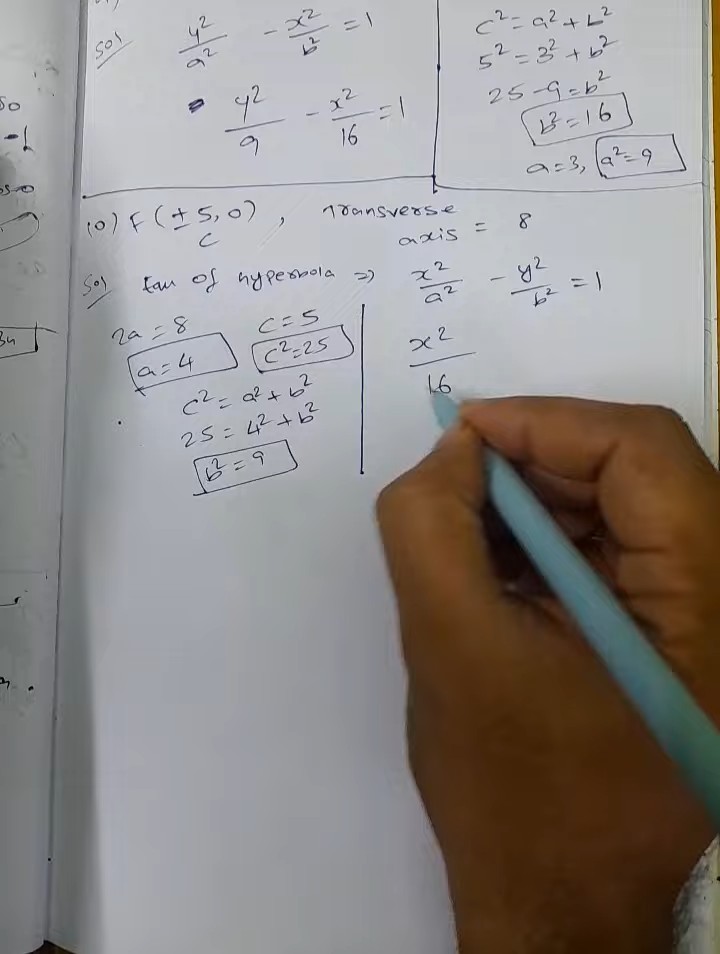 Sol y²/a² - x²/b² = 1
y²/9 - x²/16 = 1
c² = a² + b²
5² = 3² + b²
25 - 9 = b²
b² = 16
a = 3, a² = 9
10) F (± 5, 0), Transverse axis = 8
c
Sol Eqn of hyperbola => x²/a² - y²/b² = 1
2a = 8 c = 5
a = 4 c² = 25
c² = a² + b²
25 = 4² + b²
b² = 9
x²/16